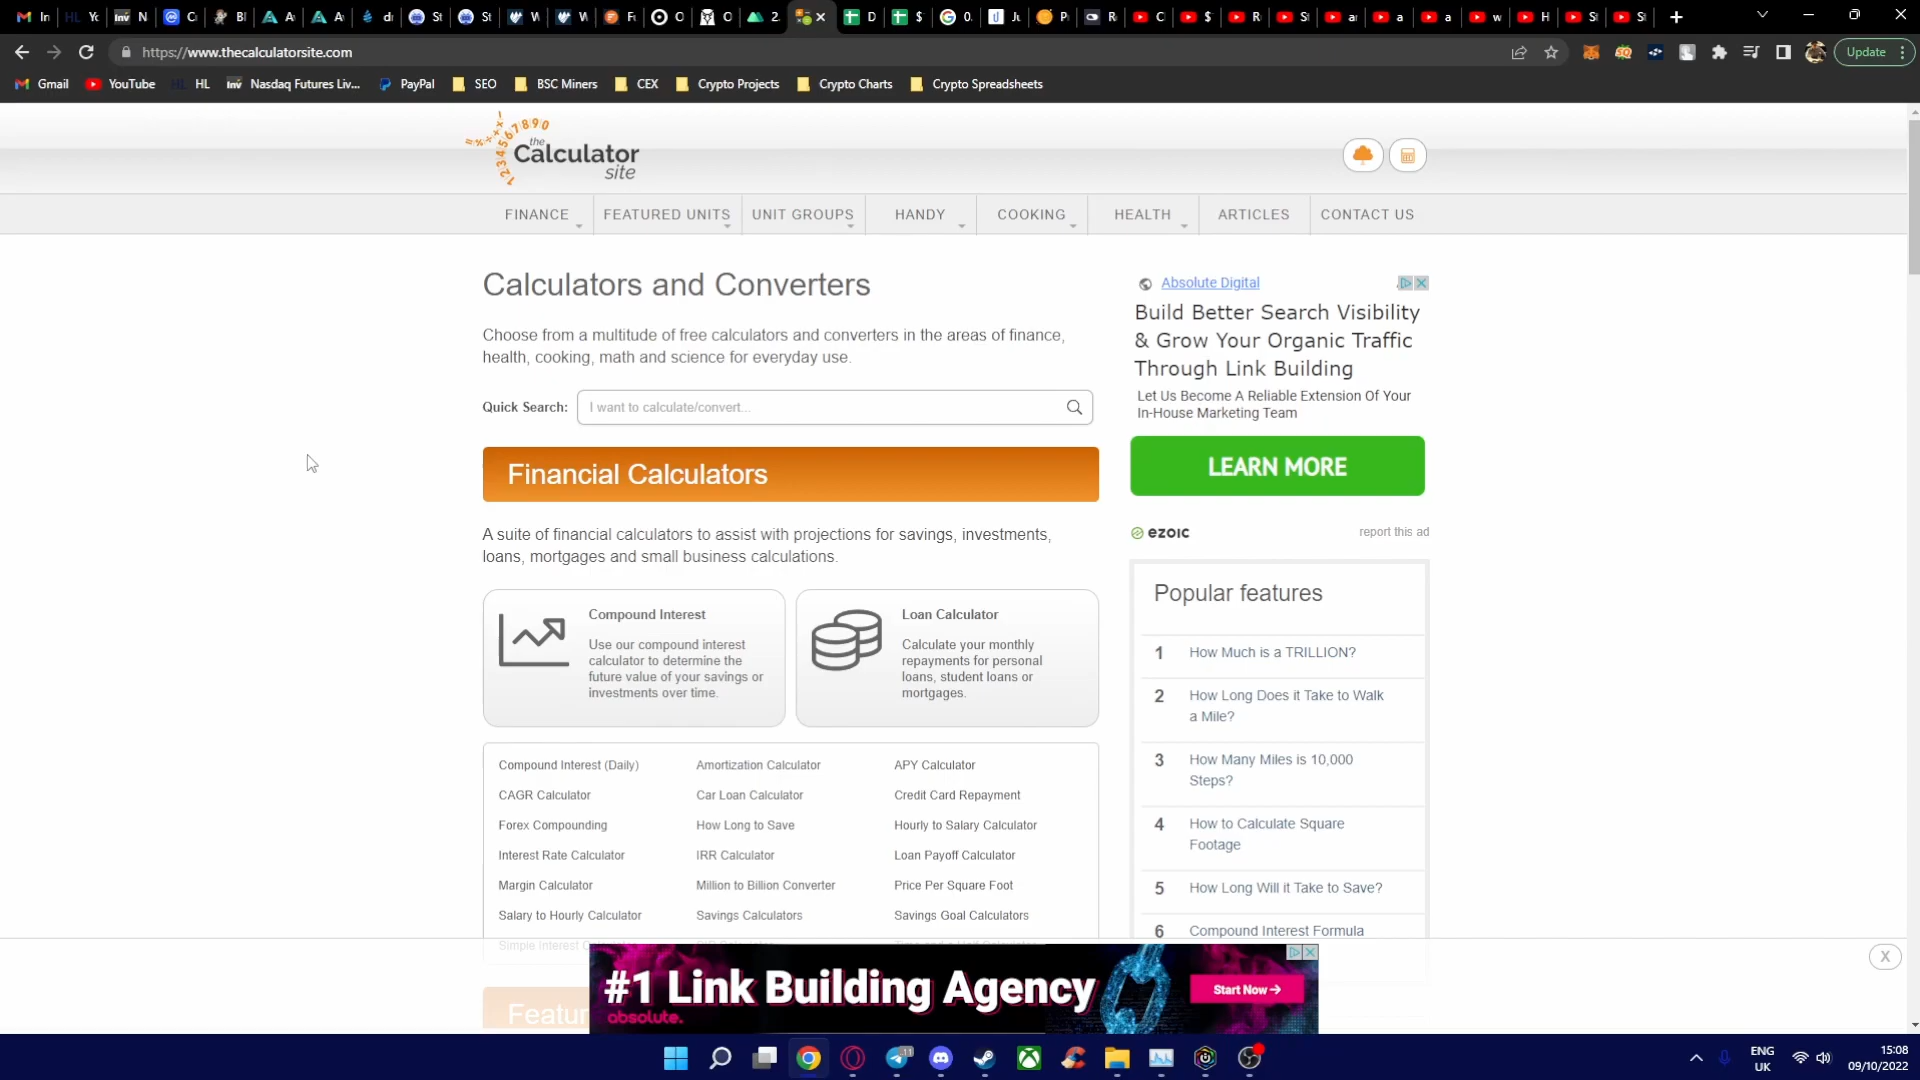 https://www.thecalculatorsite.com
Update
Gmail
YouTube
HL
Nasdaq Futures Liv...
PayPal
SEO
BSC Miners
CEX
Crypto Projects
Crypto Charts
Crypto Spreadsheets
1234567890
the
Calculator
site
FINANCE
FEATURED UNITS
UNIT GROUPS
HANDY
COOKING
HEALTH
ARTICLES
CONTACT US
Calculators and Converters
Choose from a multitude of free calculators and converters in the areas of finance,
health, cooking, math and science for everyday use.
Quick Search:
I want to calculate/convert...
Financial Calculators
A suite of financial calculators to assist with projections for savings, investments,
loans, mortgages and small business calculations.
Compound Interest
Use our compound interest
calculator to determine the
future value of your savings or
investments over time.
Loan Calculator
Calculate your monthly
repayments for personal
loans, student loans or
mortgages.
Compound Interest (Daily)
Amortization Calculator
APY Calculator
CAGR Calculator
Car Loan Calculator
Credit Card Repayment
Forex Compounding
How Long to Save
Hourly to Salary Calculator
Interest Rate Calculator
IRR Calculator
Loan Payoff Calculator
Margin Calculator
Million to Billion Converter
Price Per Square Foot
Salary to Hourly Calculator
Savings Calculators
Savings Goal Calculators
Simple Interest
Absolute Digital
Build Better Search Visibility
& Grow Your Organic Traffic
Through Link Building
Let Us Become A Reliable Extension Of Your
In-House Marketing Team
LEARN MORE
ezoic
report this ad
Popular features
1 How Much is a TRILLION?
2 How Long Does it Take to Walk
a Mile?
3 How Many Miles is 10,000
Steps?
4 How to Calculate Square
Footage
5 How Long Will it Take to Save?
6 Compound Interest Formula
X
Featur
#1 Link Building Agency
absolute.
Start Now→
11
ENG
UK
15:08
09/10/2022